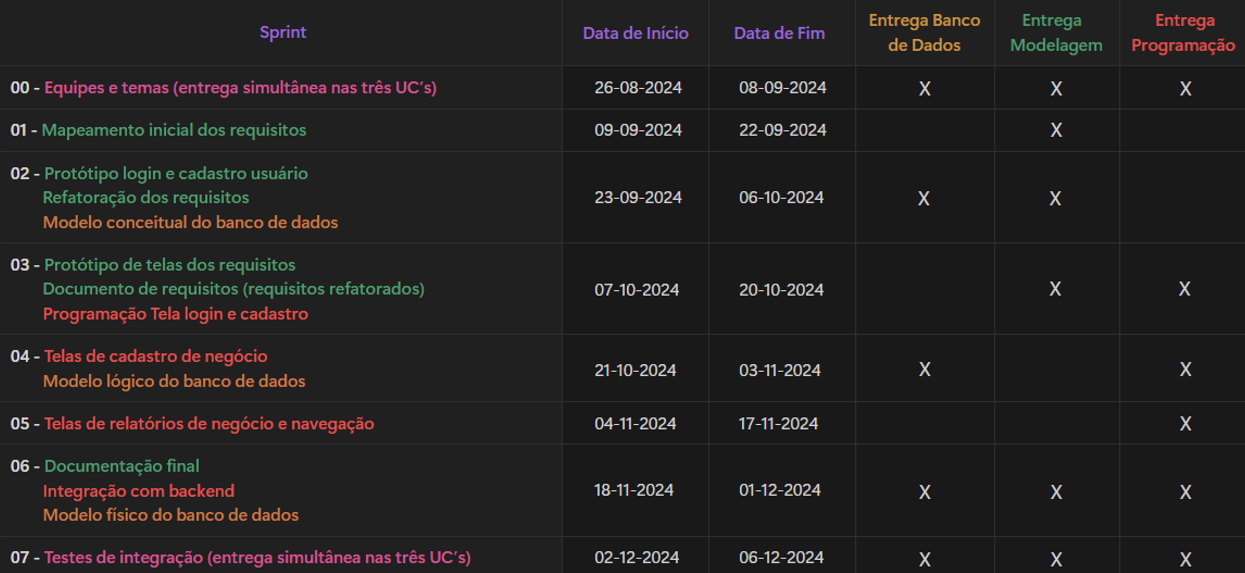 Sprint
Data de Início
Data de Fim
Entrega Banco
de Dados
Entrega
Modelagem
Entrega
Programação
00 - Equipes e temas (entrega simultânea nas três UC's) 26-08-2024 08-09-2024 X X X
01 - Mapeamento inicial dos requisitos 09-09-2024 22-09-2024 X
02 - Protótipo login e cadastro usuário
Refatoração dos requisitos 23-09-2024 06-10-2024 X X
Modelo conceitual do banco de dados
03 - Protótipo de telas dos requisitos
Documento de requisitos (requisitos refatorados) 07-10-2024 20-10-2024 X X
Programação Tela login e cadastro
04 - Telas de cadastro de negócio
Modelo lógico do banco de dados
21-10-2024 03-11-2024 X X
05 - Telas de relatórios de negócio e navegação 04-11-2024 17-11-2024 X
06 - Documentação final
Integração com backend 18-11-2024 01-12-2024 X X X
Modelo físico do banco de dados
07 - Testes de integração (entrega simultânea nas três UC's) 02-12-2024 06-12-2024 X X X